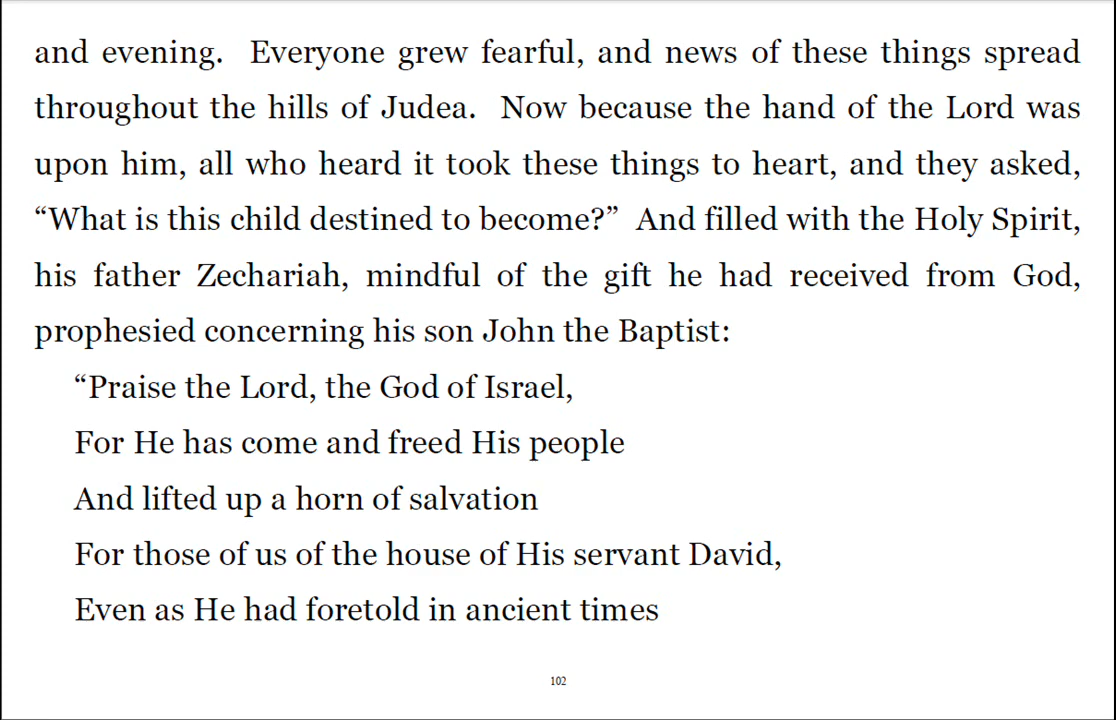 and evening.  Everyone grew fearful, and news of these things spread
throughout the hills of Judea.  Now because the hand of the Lord was
upon him, all who heard it took these things to heart, and they asked,
“What is this child destined to become?”  And filled with the Holy Spirit,
his father Zechariah, mindful of the gift he had received from God,
prophesied concerning his son John the Baptist:
“Praise the Lord, the God of Israel,
For He has come and freed His people
And lifted up a horn of salvation
For those of us of the house of His servant David,
Even as He had foretold in ancient times
102